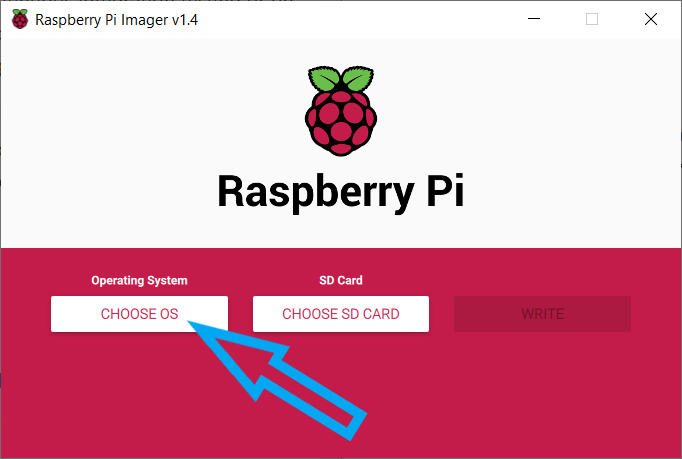 Raspberry Pi Imager v1.4
Raspberry Pi
Operating System
SD Card
CHOOSE OS
CHOOSE SD CARD
WRITE